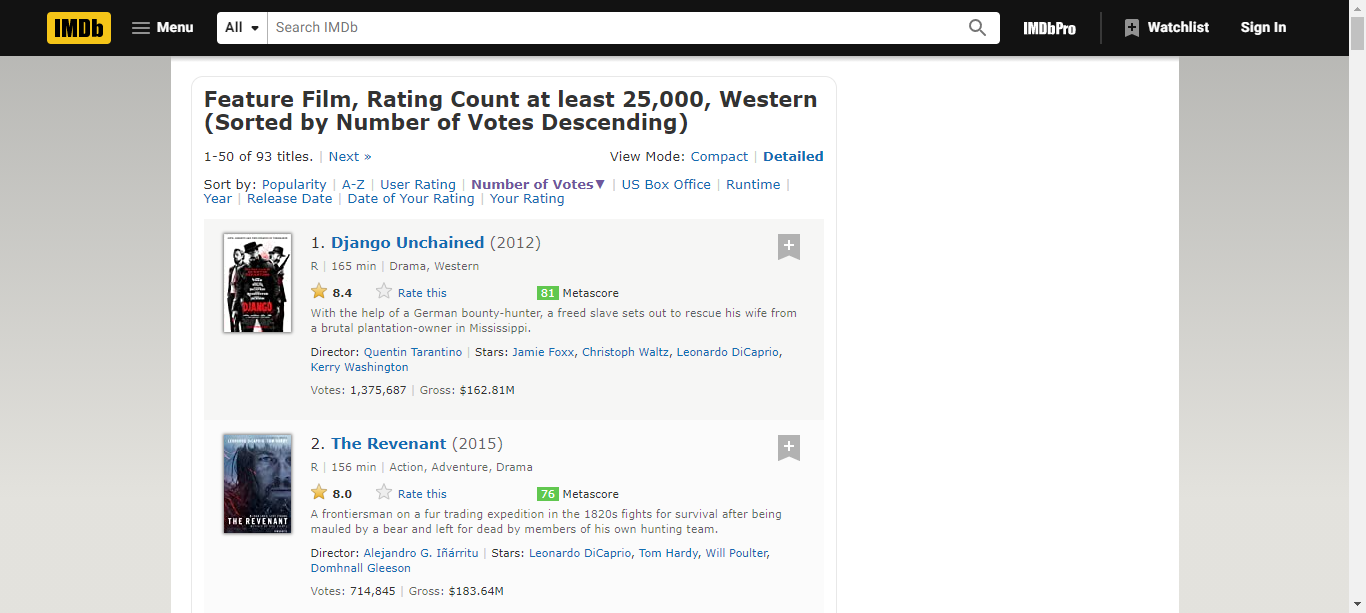 IMDb Menu All Search IMDb IMDbPro Watchlist Sign In
Feature Film, Rating Count at least 25,000, Western
(Sorted by Number of Votes Descending)
1-50 of 93 titles. | Next » View Mode: Compact | Detailed
Sort by: Popularity | A-Z | User Rating | Number of Votes▼ | US Box Office | Runtime |
Year | Release Date | Date of Your Rating | Your Rating
1. Django Unchained (2012)
R | 165 min | Drama, Western
8.4 Rate this 81 Metascore
With the help of a German bounty-hunter, a freed slave sets out to rescue his wife from
a brutal plantation-owner in Mississippi.
Director: Quentin Tarantino | Stars: Jamie Foxx, Christoph Waltz, Leonardo DiCaprio,
Kerry Washington
Votes: 1,375,687 | Gross: $162.81M
DJANGO
2. The Revenant (2015)
R | 156 min | Action, Adventure, Drama
8.0 Rate this 76 Metascore
A frontiersman on a fur trading expedition in the 1820s fights for survival after being
mauled by a bear and left for dead by members of his own hunting team.
Director: Alejandro G. Iñárritu | Stars: Leonardo DiCaprio, Tom Hardy, Will Poulter,
Domhnall Gleeson
Votes: 714,845 | Gross: $183.64M
THE REVENANT